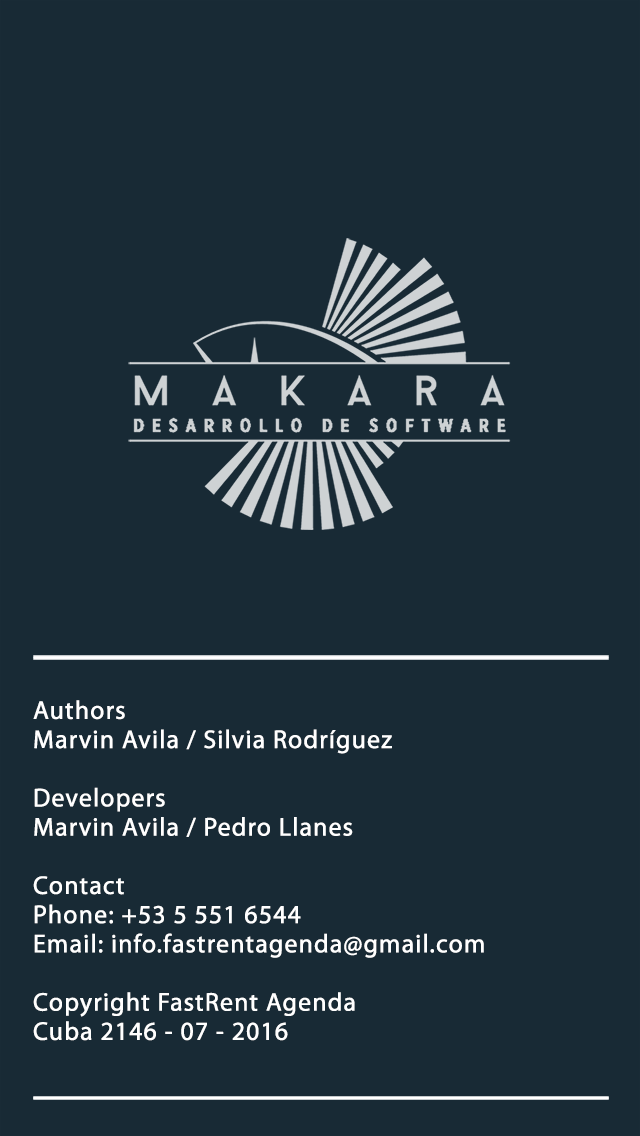 MAKARA
DESARROLLO DE SOFTWARE
Authors
Marvin Avila / Silvia Rodríguez
Developers
Marvin Avila / Pedro Llanes
Contact
Phone: +53 5 551 6544
Email: info.fastrentagenda@gmail.com
Copyright FastRent Agenda
Cuba 2146 - 07 - 2016